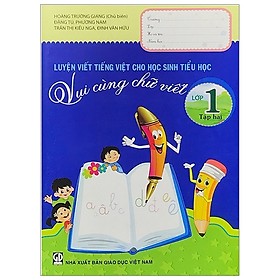 HOÀNG TRƯỜNG GIANG (Chủ biên)
ĐẶNG TÚ PHƯƠNG NAM
TRẦN THỊ KIỀU NGA, ĐINH VĂN HỮU
LUYỆN VIẾT TIẾNG VIỆT CHO HỌC SINH TIỂU HỌC
Vui cùng chữ viết
LỚP 1
Tập hai
a ă b c d đ e ê
NHÀ XUẤT BẢN GIÁO DỤC VIỆT NAM